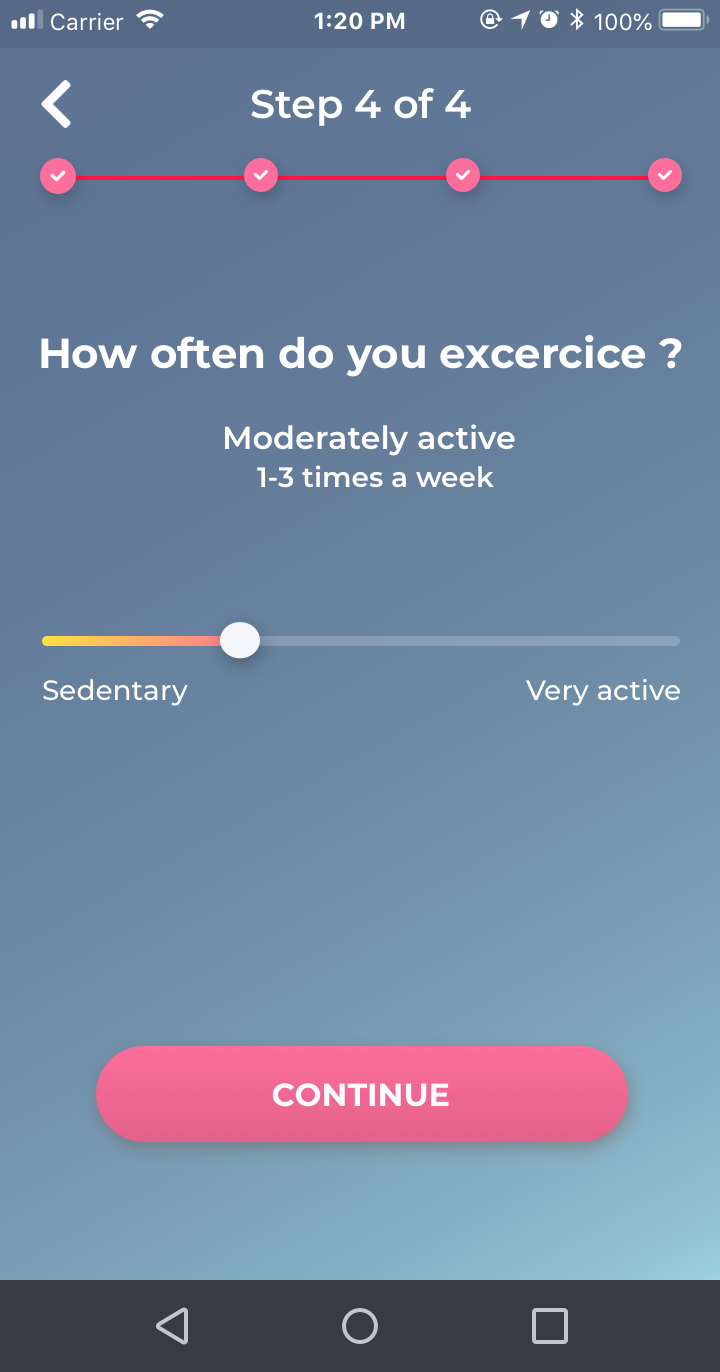 Carrier 1:20 PM 100%
Step 4 of 4
How often do you excercice ?
Moderately active
1-3 times a week
Sedentary Very active
CONTINUE